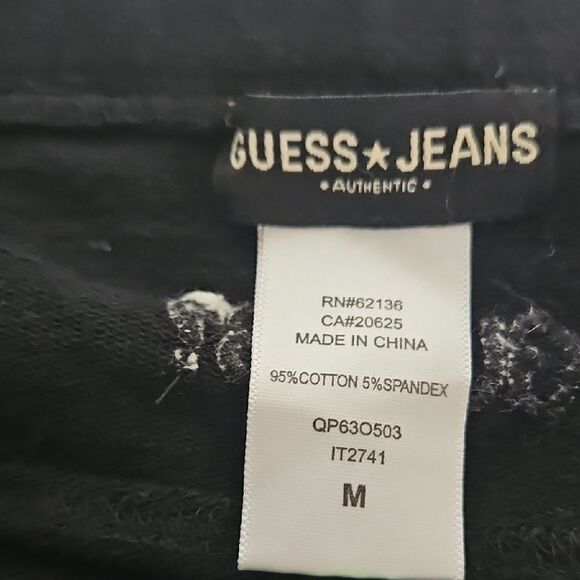 GUESS★JEANS
• AUTHENTIC •
RN#62136
CA#20625
MADE IN CHINA
95%COTTON 5%SPANDEX
QP63O503
IT2741
M